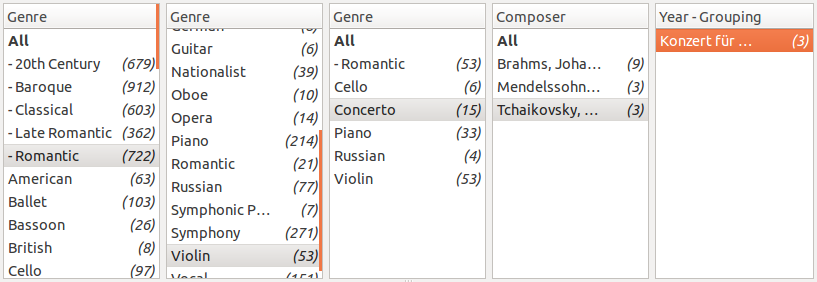 Genre
All
- 20th Century (679)
- Baroque (912)
- Classical (603)
- Late Romantic (362)
- Romantic (722)
American (63)
Ballet (103)
Bassoon (26)
British (8)
Cello (97)
Genre
Guitar (6)
Nationalist (39)
Oboe (10)
Opera (14)
Piano (214)
Romantic (21)
Russian (77)
Symphonic P... (7)
Symphony (271)
Violin (53)
Vocal (151)
Genre
All
- Romantic (53)
Cello (6)
Concerto (15)
Piano (33)
Russian (4)
Violin (53)
Composer
All
Brahms, Joha... (9)
Mendelssohn... (3)
Tchaikovsky, ... (3)
Year - Grouping
Konzert für ... (3)